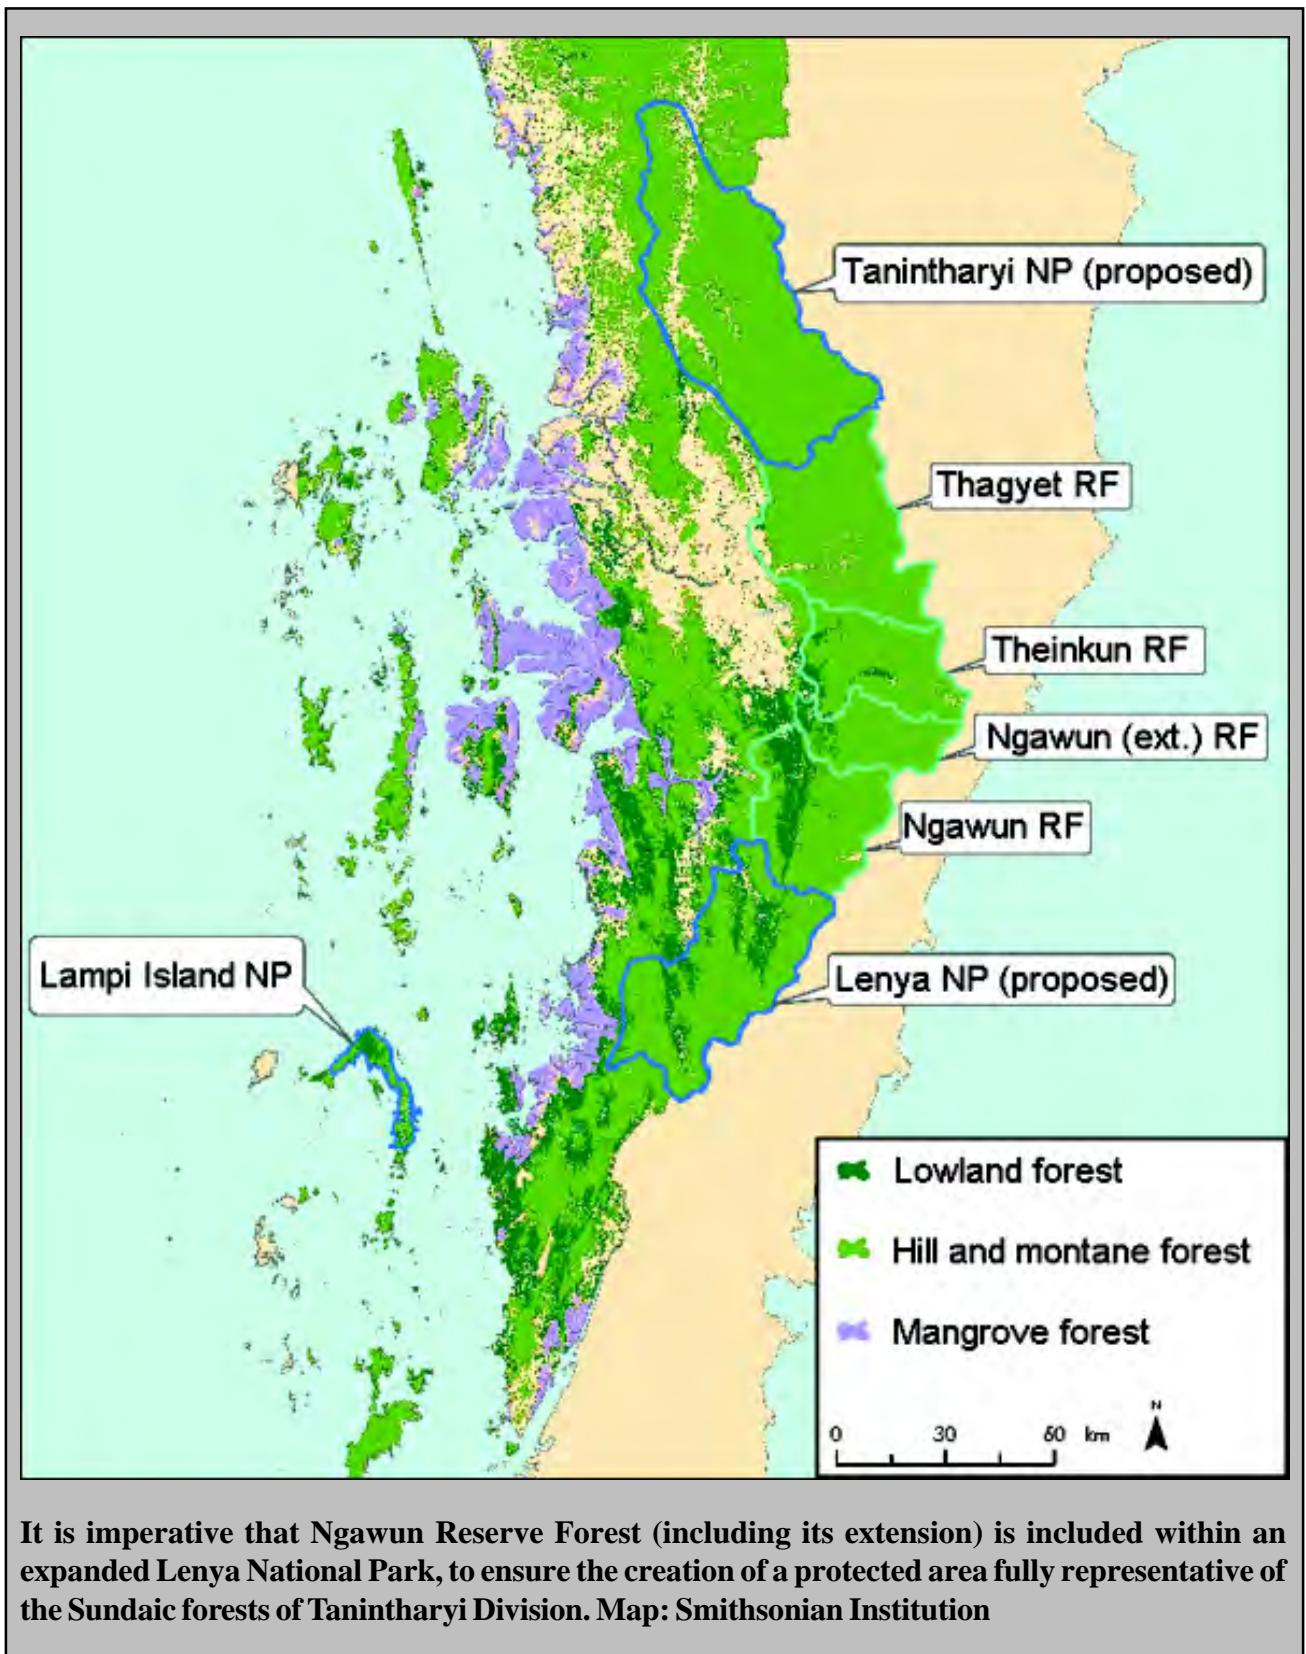 Tanintharyi NP (proposed)
Thagyet RF
Theinkun RF
Ngawun (ext.) RF
Ngawun RF
Lampi Island NP
Lenya NP (proposed)
Lowland forest
Hill and montane forest
Mangrove forest
0 30 60 km N
It is imperative that Ngawun Reserve Forest (including its extension) is included within an
expanded Lenya National Park, to ensure the creation of a protected area fully representative of
the Sundaic forests of Tanintharyi Division. Map: Smithsonian Institution